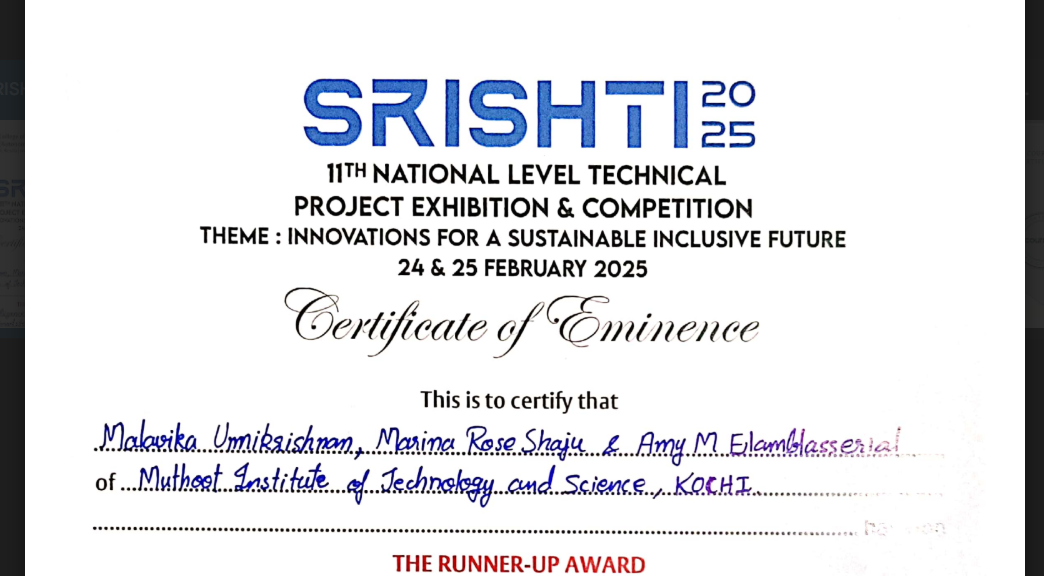 SRISHTI 2025
11TH NATIONAL LEVEL TECHNICAL
PROJECT EXHIBITION & COMPETITION
THEME : INNOVATIONS FOR A SUSTAINABLE INCLUSIVE FUTURE
24 & 25 FEBRUARY 2025
Certificate of Eminence
This is to certify that
Malavika Unnikrishnan, Marina Rose Shaju & Amy M Elamblasserial
of Muthoot Institute of Technology and Science, KOCHI.
THE RUNNER-UP AWARD